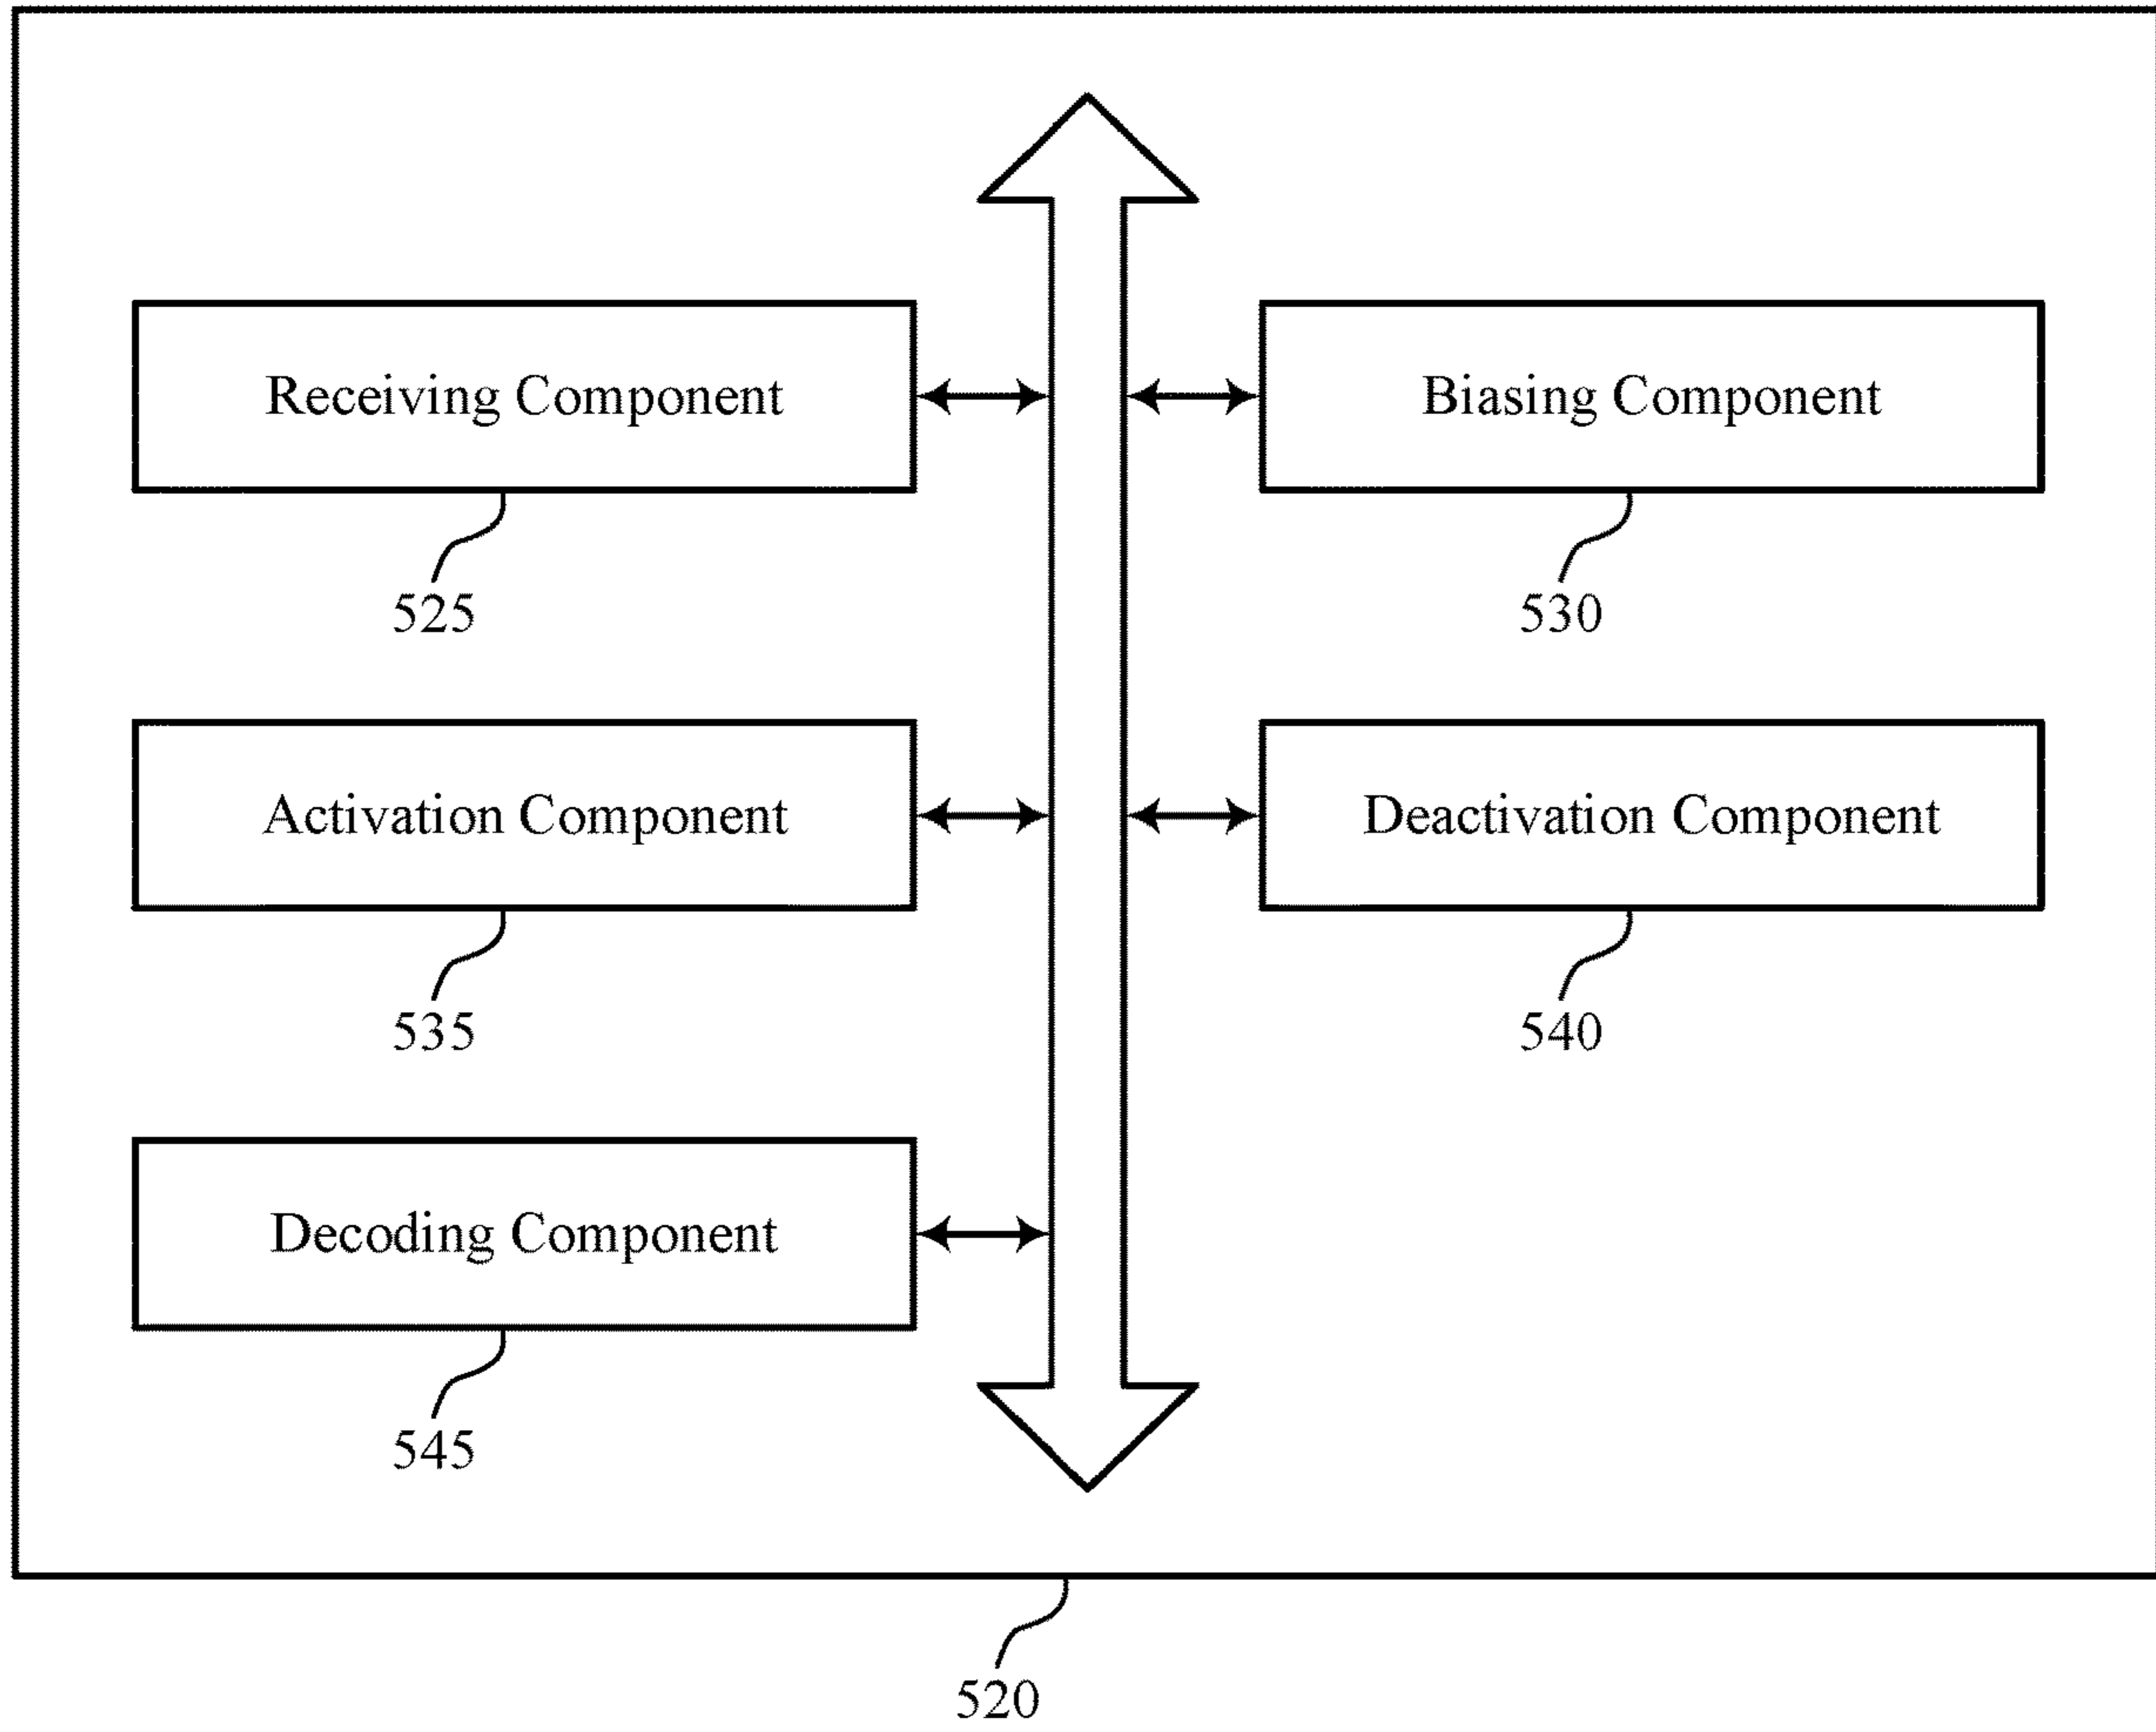 Receiving Component
Biasing Component
525
530
Activation Component
Deactivation Component
535
540
Decoding Component
545
520